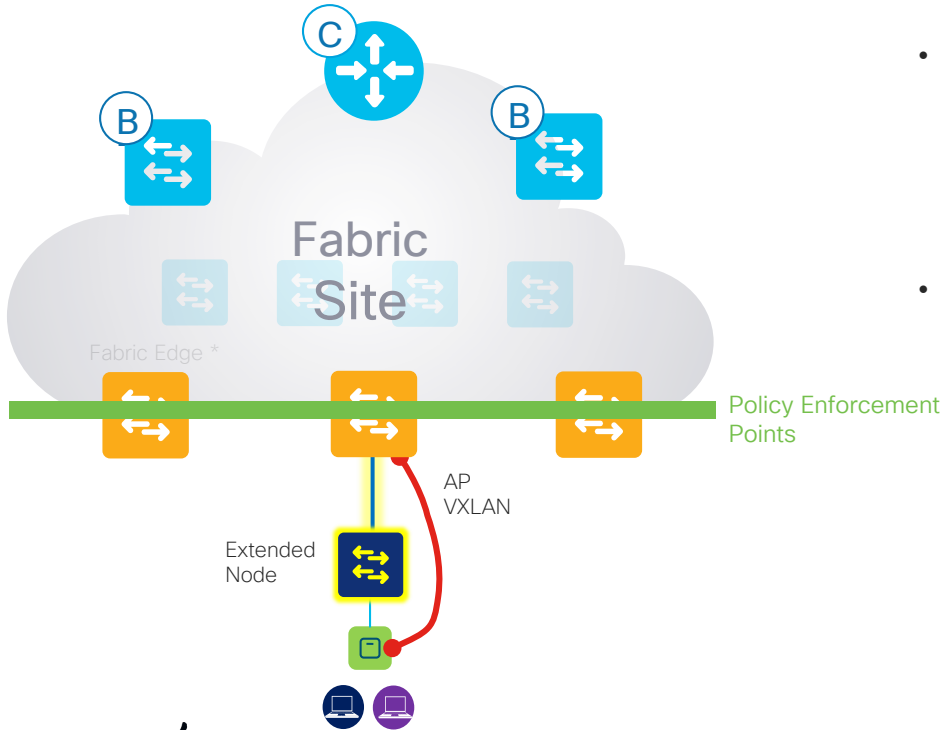 C
B
B
Fabric
Site
Fabric Edge *
Policy Enforcement
Points
AP
VXLAN
Extended
Node